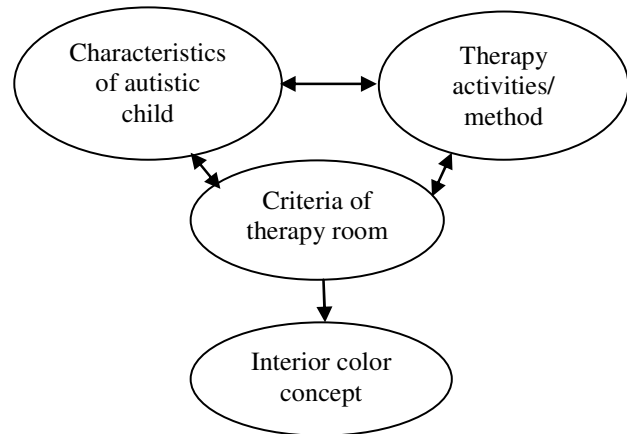 Characteristics
of autistic
child
Therapy
activities/
method
Criteria of
therapy room
Interior color
concept